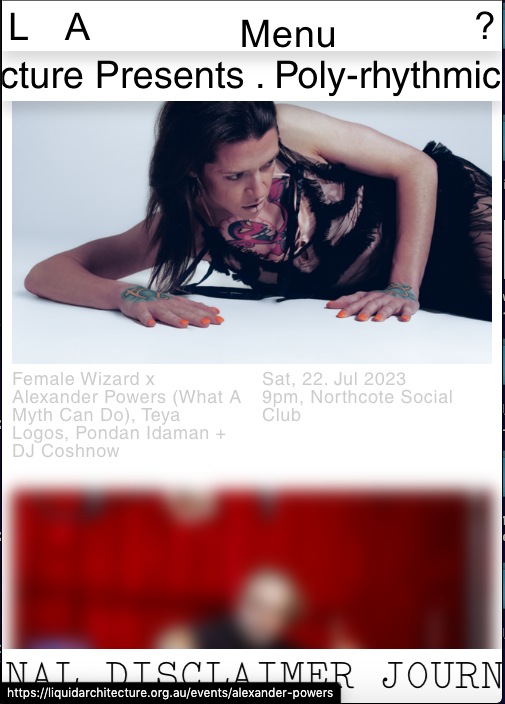 L A Menu ?
cture Presents . Poly-rhythmic
Female Wizard x
Alexander Powers (What A
Myth Can Do), Teya
Logos, Pondan Idaman +
DJ Coshnow
Sat, 22. Jul 2023
9pm, Northcote Social
Club
NAL DISCLAIMER JOURN
https://liquidarchitecture.org.au/events/alexander-powers